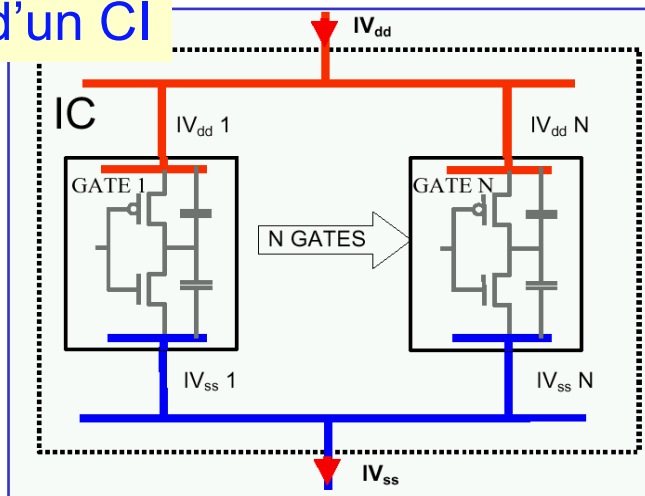 d'un CI
IVdd
IC
IVdd 1
IVdd N
GATE 1
GATE N
N GATES
IVss 1
IVss N
IVss